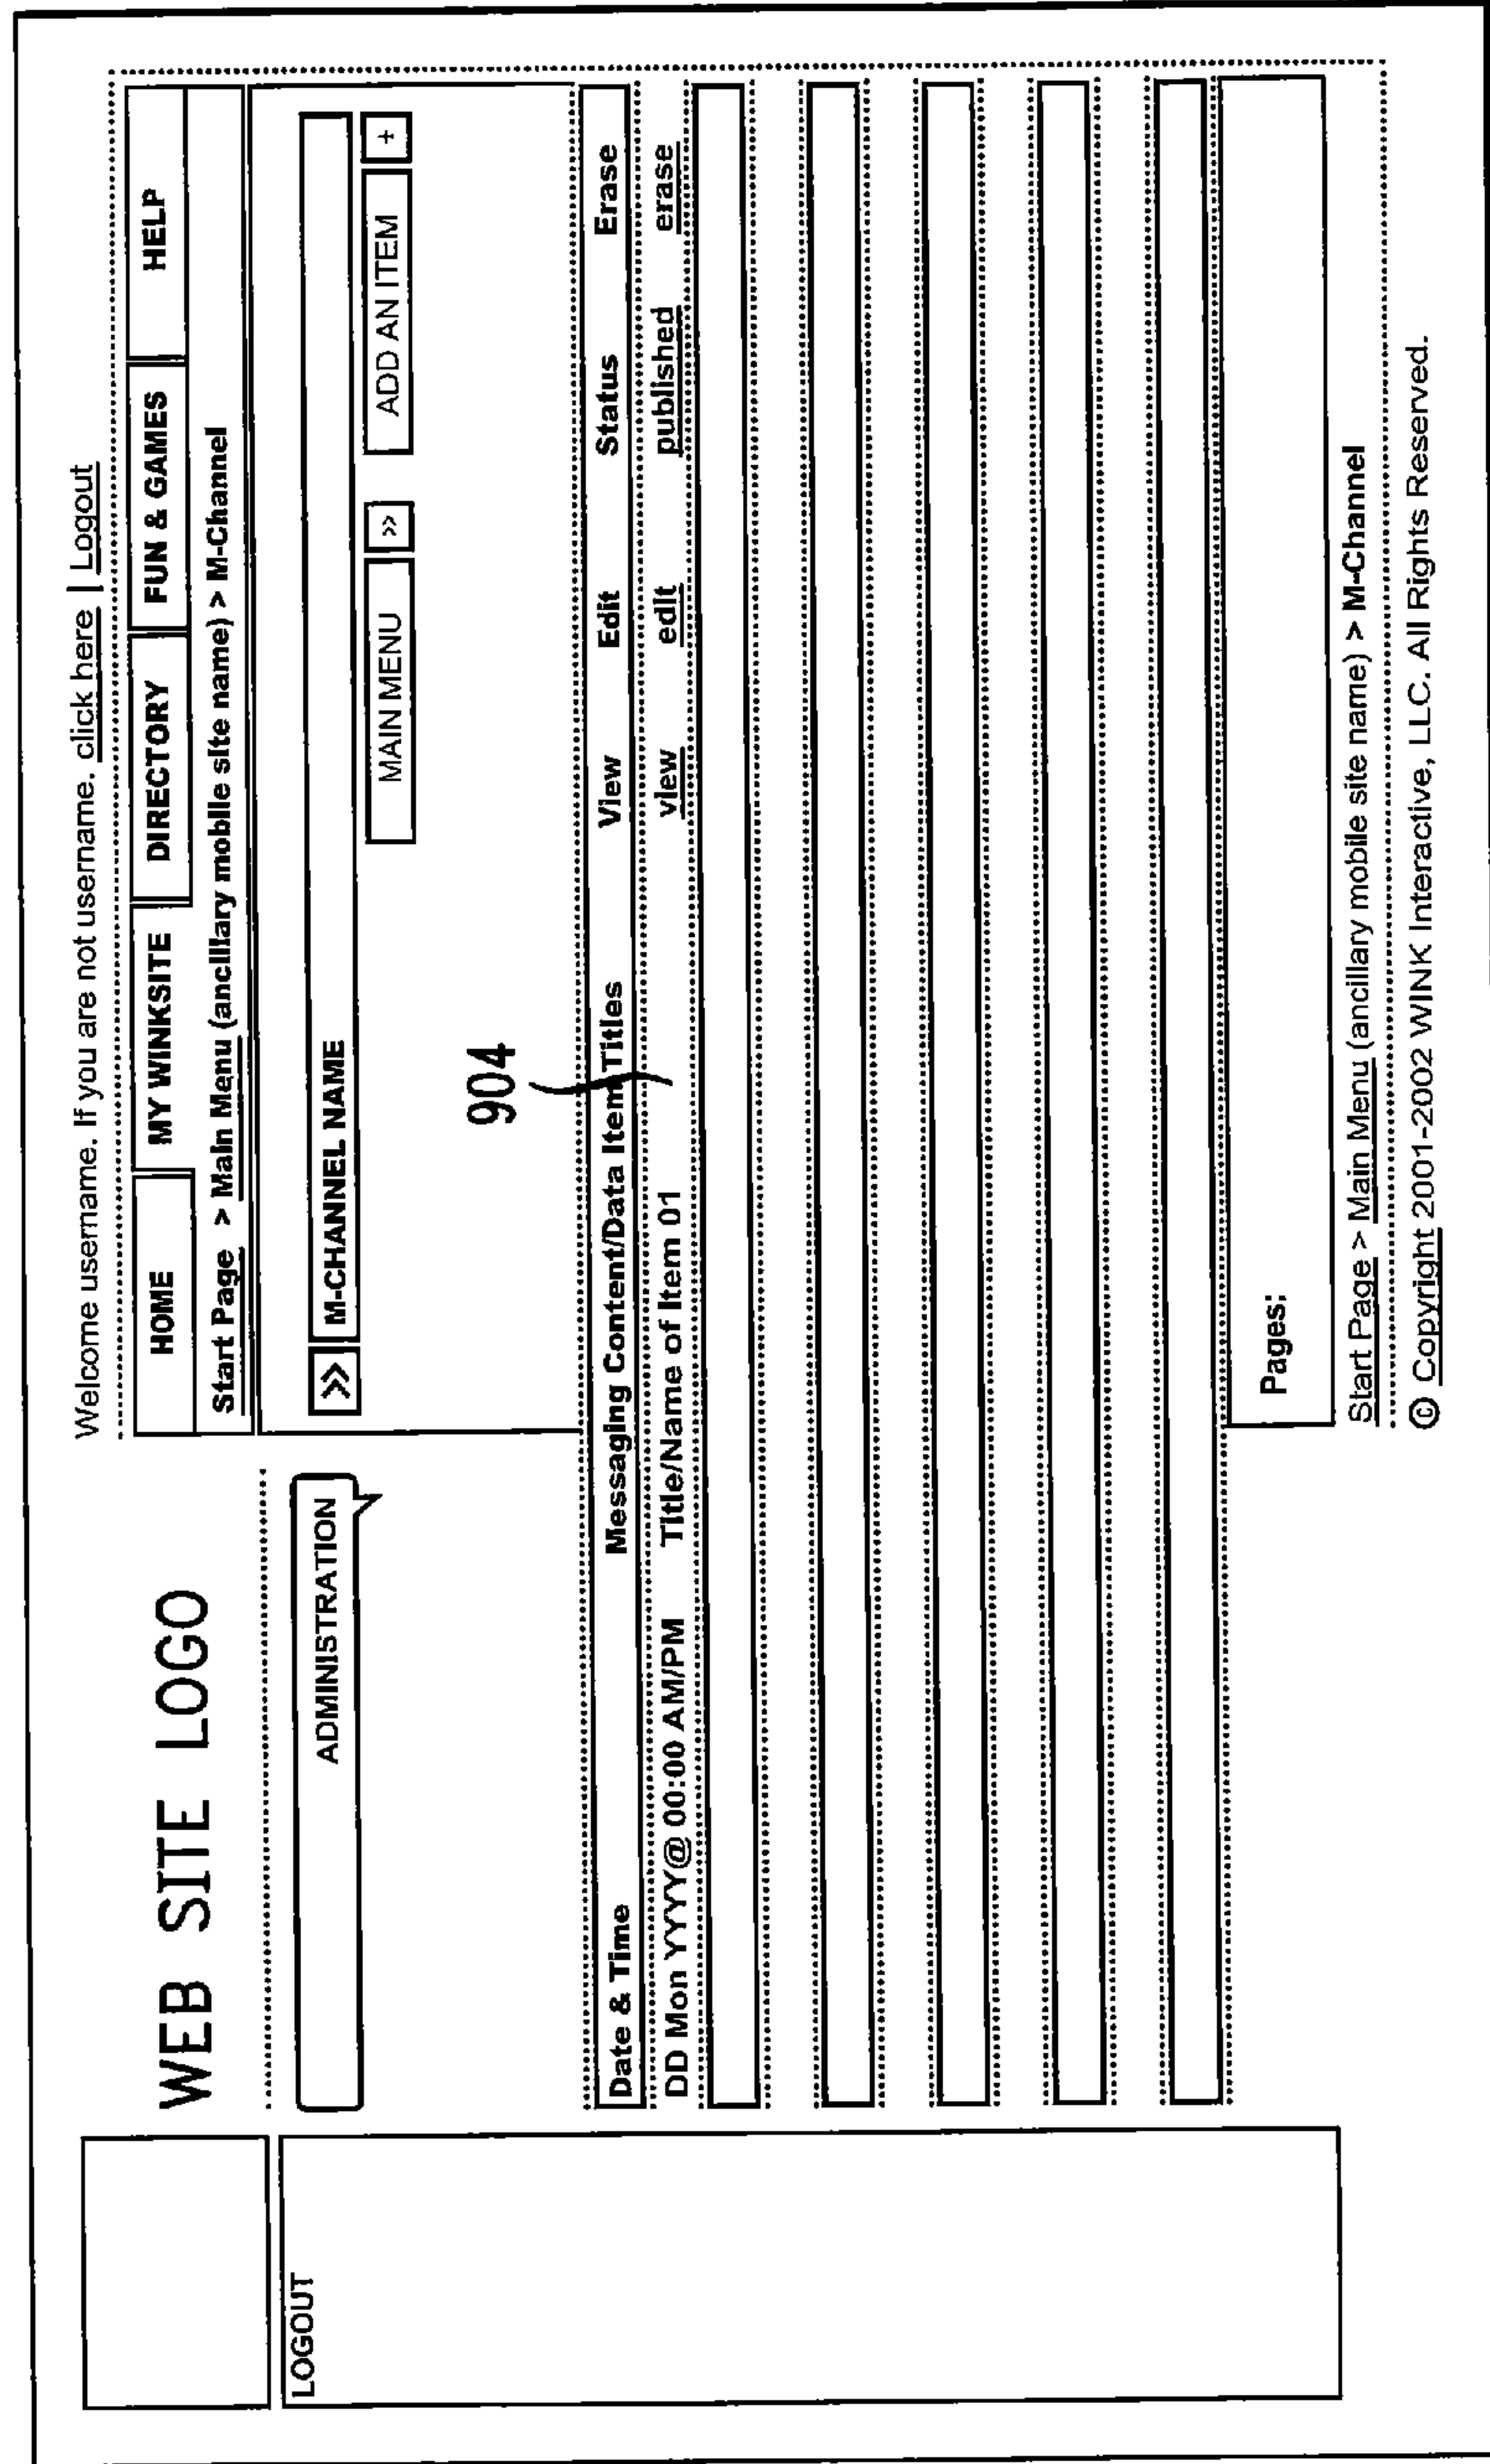 Welcome username. If you are not username. click here | Logout
WEB SITE LOGO
HOME MY WINKSITE DIRECTORY FUN & GAMES HELP
Start Page > Main Menu (ancillary mobile site name) > M-Channel
LOGOUT
ADMINISTRATION
>> M-CHANNEL NAME
MAIN MENU >> ADD AN ITEM +
904
Date & Time Messaging Content/Data Item Titles View Edit Status Erase
DD Mon YYYY@ 00:00 AM/PM Title/Name of Item 01 view edit published erase
Pages:
Start Page > Main Menu (ancillary mobile site name) > M-Channel
© Copyright 2001-2002 WINK Interactive, LLC. All Rights Reserved.